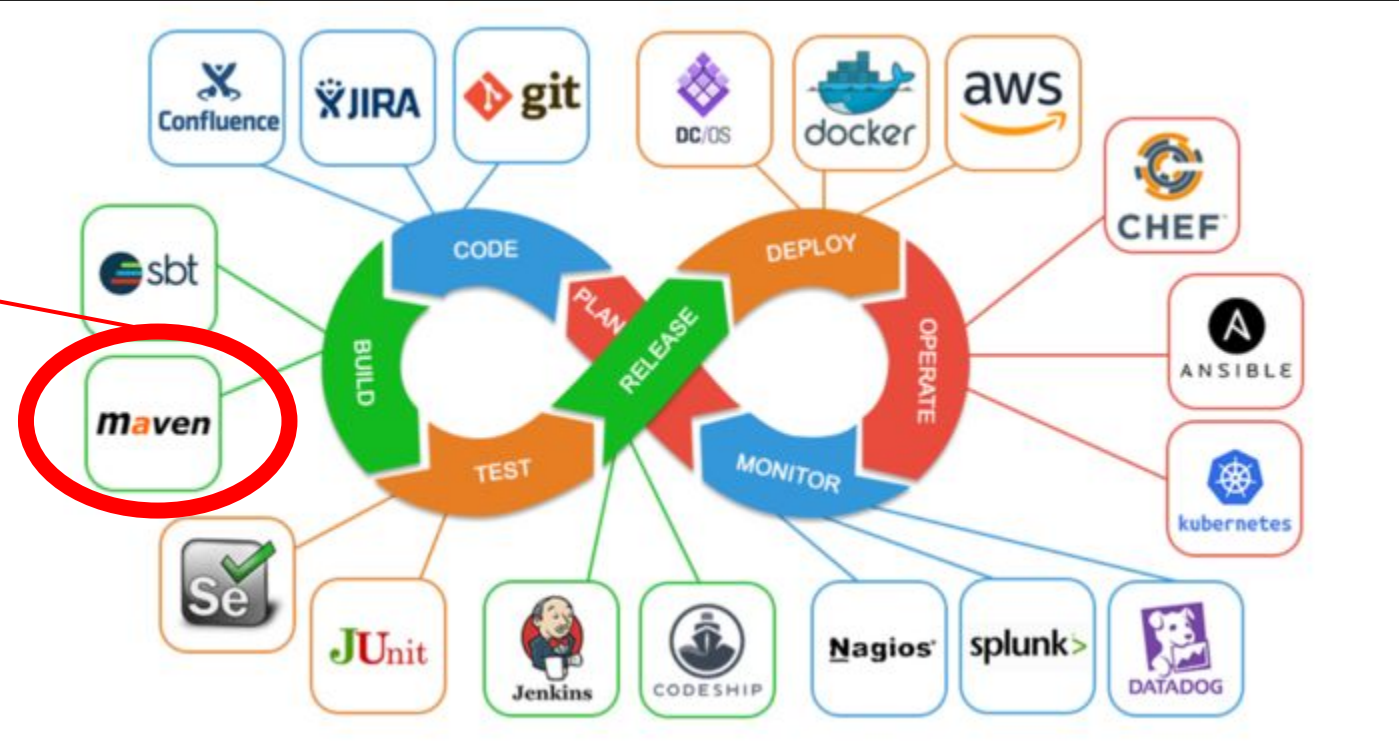 Confluence
JIRA
git
DC/OS
docker
aws
CHEF
sbt
CODE
DEPLOY
PLAN
RELEASE
BUILD
OPERATE
ANSIBLE
maven
TEST
MONITOR
kubernetes
Se
JUnit
Jenkins
CODESHIP
Nagios®
splunk>
DATADOG